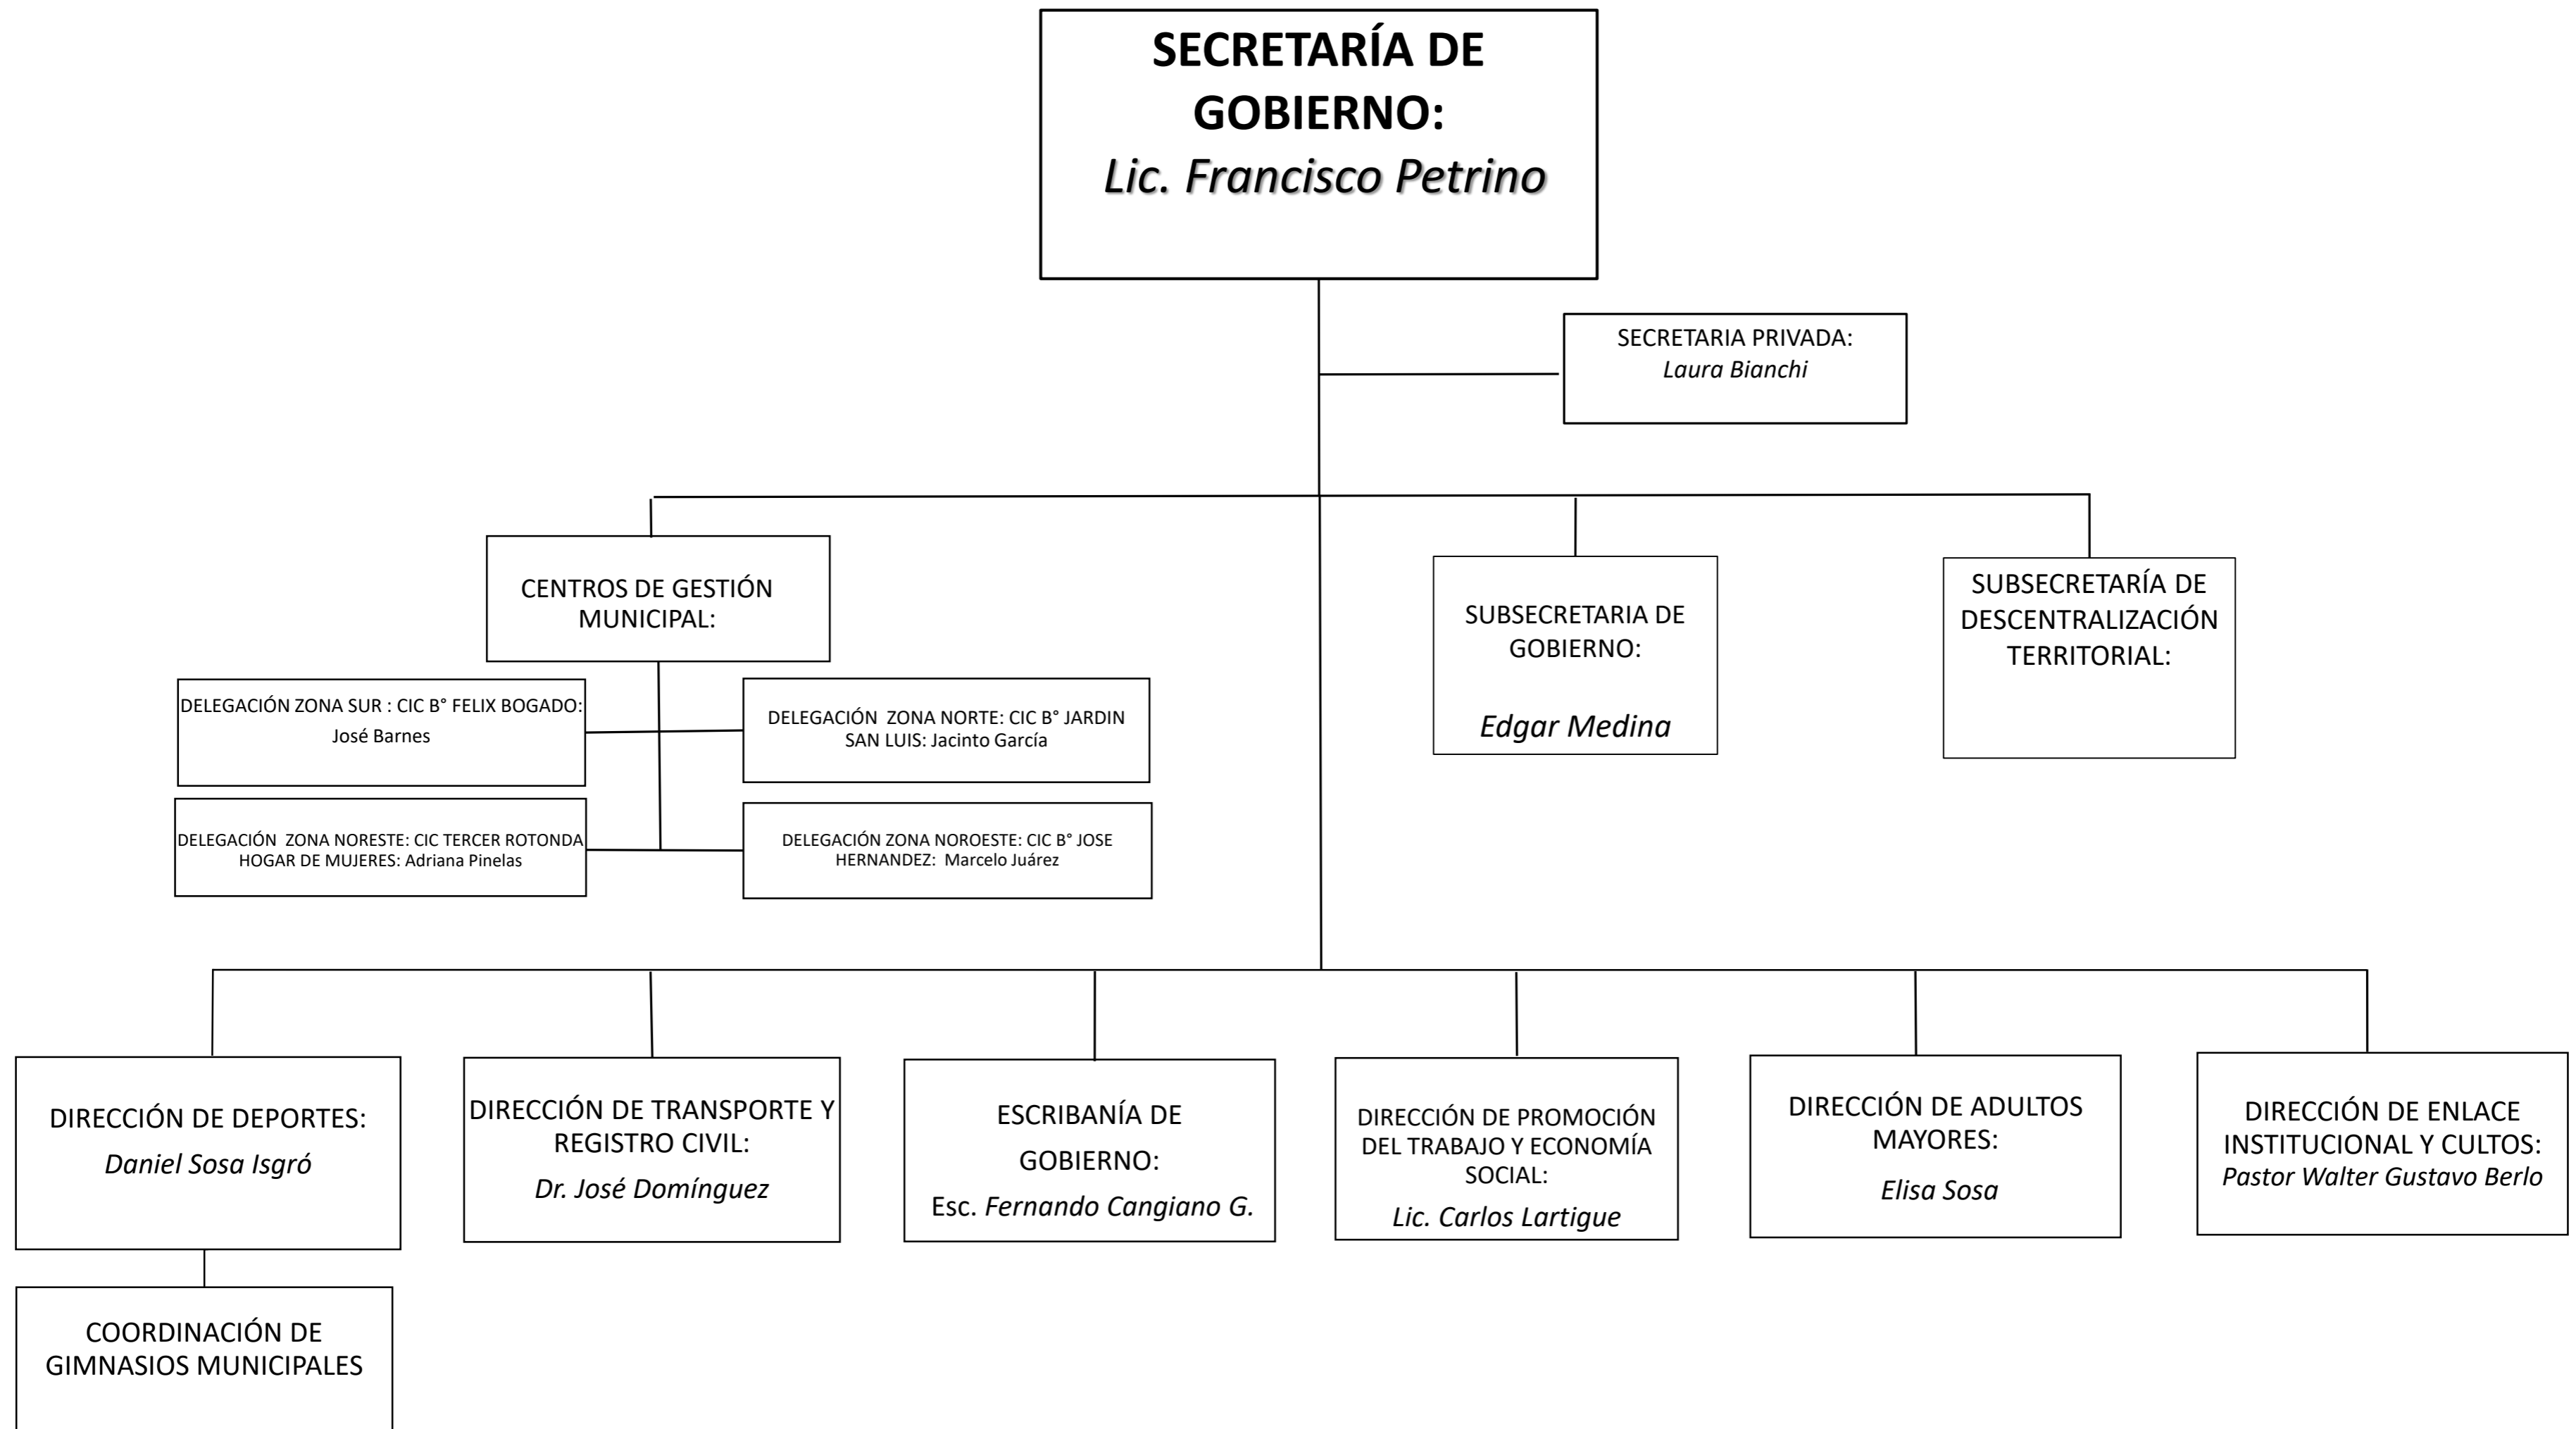 SECRETARÍA DE
GOBIERNO:
Lic. Francisco Petrino
SECRETARIA PRIVADA:
Laura Bianchi
CENTROS DE GESTIÓN
MUNICIPAL:
SUBSECRETARIA DE
GOBIERNO:
Edgar Medina
SUBSECRETARÍA DE
DESCENTRALIZACIÓN
TERRITORIAL:
DELEGACIÓN ZONA SUR : CIC B° FELIX BOGADO:
José Barnes
DELEGACIÓN  ZONA NORTE: CIC B° JARDIN
SAN LUIS: Jacinto García
DELEGACIÓN  ZONA NORESTE: CIC TERCER ROTONDA
HOGAR DE MUJERES: Adriana Pinelas
DELEGACIÓN ZONA NOROESTE: CIC B° JOSE
HERNANDEZ:  Marcelo Juárez
DIRECCIÓN DE DEPORTES:
Daniel Sosa Isgró
DIRECCIÓN DE TRANSPORTE Y
REGISTRO CIVIL:
Dr. José Domínguez
ESCRIBANÍA DE
GOBIERNO:
Esc. Fernando Cangiano G.
DIRECCIÓN DE PROMOCIÓN
DEL TRABAJO Y ECONOMÍA
SOCIAL:
Lic. Carlos Lartigue
DIRECCIÓN DE ADULTOS
MAYORES:
Elisa Sosa
DIRECCIÓN DE ENLACE
INSTITUCIONAL Y CULTOS:
Pastor Walter Gustavo Berlo
COORDINACIÓN DE
GIMNASIOS MUNICIPALES